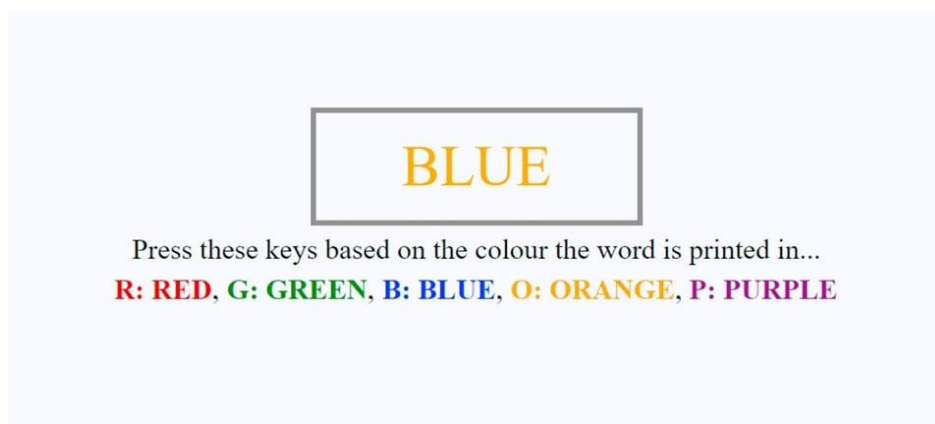 BLUE
Press these keys based on the colour the word is printed in...
R: RED, G: GREEN, B: BLUE, O: ORANGE, P: PURPLE